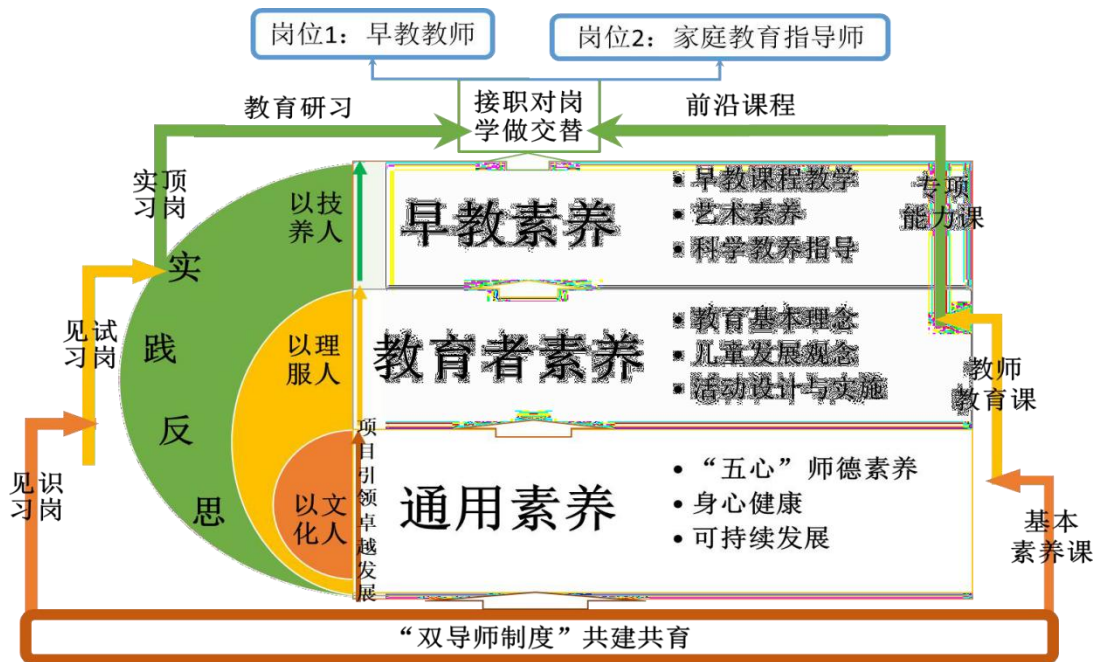 岗位1：早教教师
岗位2：家庭教育指导师
接职对岗
学做交替
教育研习
前沿课程
实顶
习岗
以技
养人
早教素养
• 早教课程教学
• 艺术素养
• 科学教养指导
专项
能力课
实
践
反
思
见试
习岗
以理
服人
教育者素养
• 教育基本理念
• 儿童发展观念
• 活动设计与实施
教师
教育课
见识
习岗
以文
化人
项目引领卓越发展
通用素养
• “五心”师德素养
• 身心健康
• 可持续发展
基本
素养课
“双导师制度”共建共育